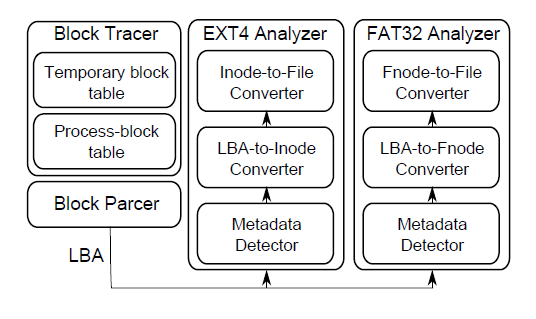 Block Tracer
Temporary block
table
Process-block
table
Block Parcer
LBA
EXT4 Analyzer
Inode-to-File
Converter
LBA-to-Inode
Converter
Metadata
Detector
FAT32 Analyzer
Fnode-to-File
Converter
LBA-to-Fnode
Converter
Metadata
Detector